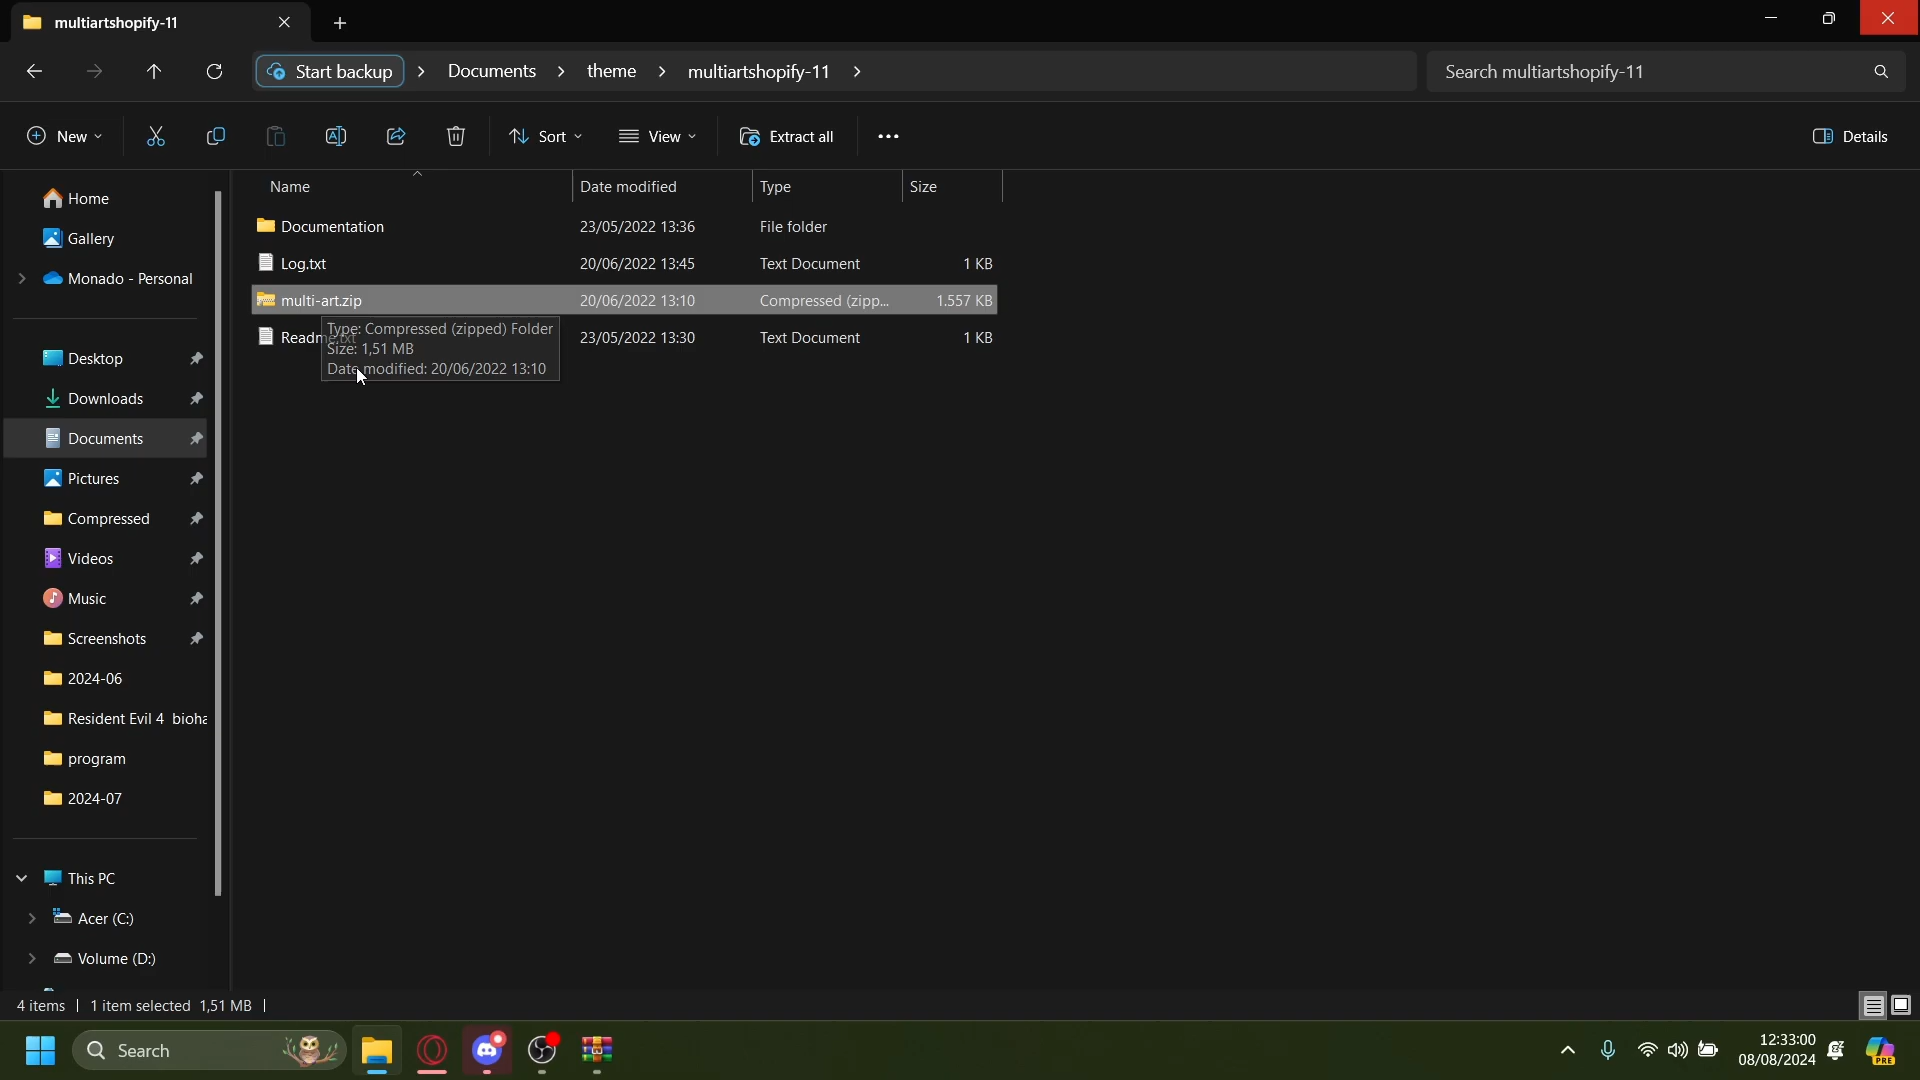 multiartshopify-11
Start backup > Documents > theme > multiartshopify-11 >
Search multiartshopify-11
New
Sort
View
Extract all
Details
Name
Date modified
Type
Size
Documentation 23/05/2022 13:36 File folder
Log.txt 20/06/2022 13:45 Text Document 1 KB
multi-art.zip 20/06/2022 13:10 Compressed (zipp... 1.557 KB
Readme.txt 23/05/2022 13:30 Text Document 1 KB
Type: Compressed (zipped) Folder
Size: 1,51 MB
Date modified: 20/06/2022 13:10
Home
Gallery
Monado - Personal
Desktop
Downloads
Documents
Pictures
Compressed
Videos
Music
Screenshots
2024-06
Resident Evil 4 bioha
program
2024-07
This PC
Acer (C:)
Volume (D:)
4 items | 1 item selected 1,51 MB |
Search
12:33:00
08/08/2024
PRE